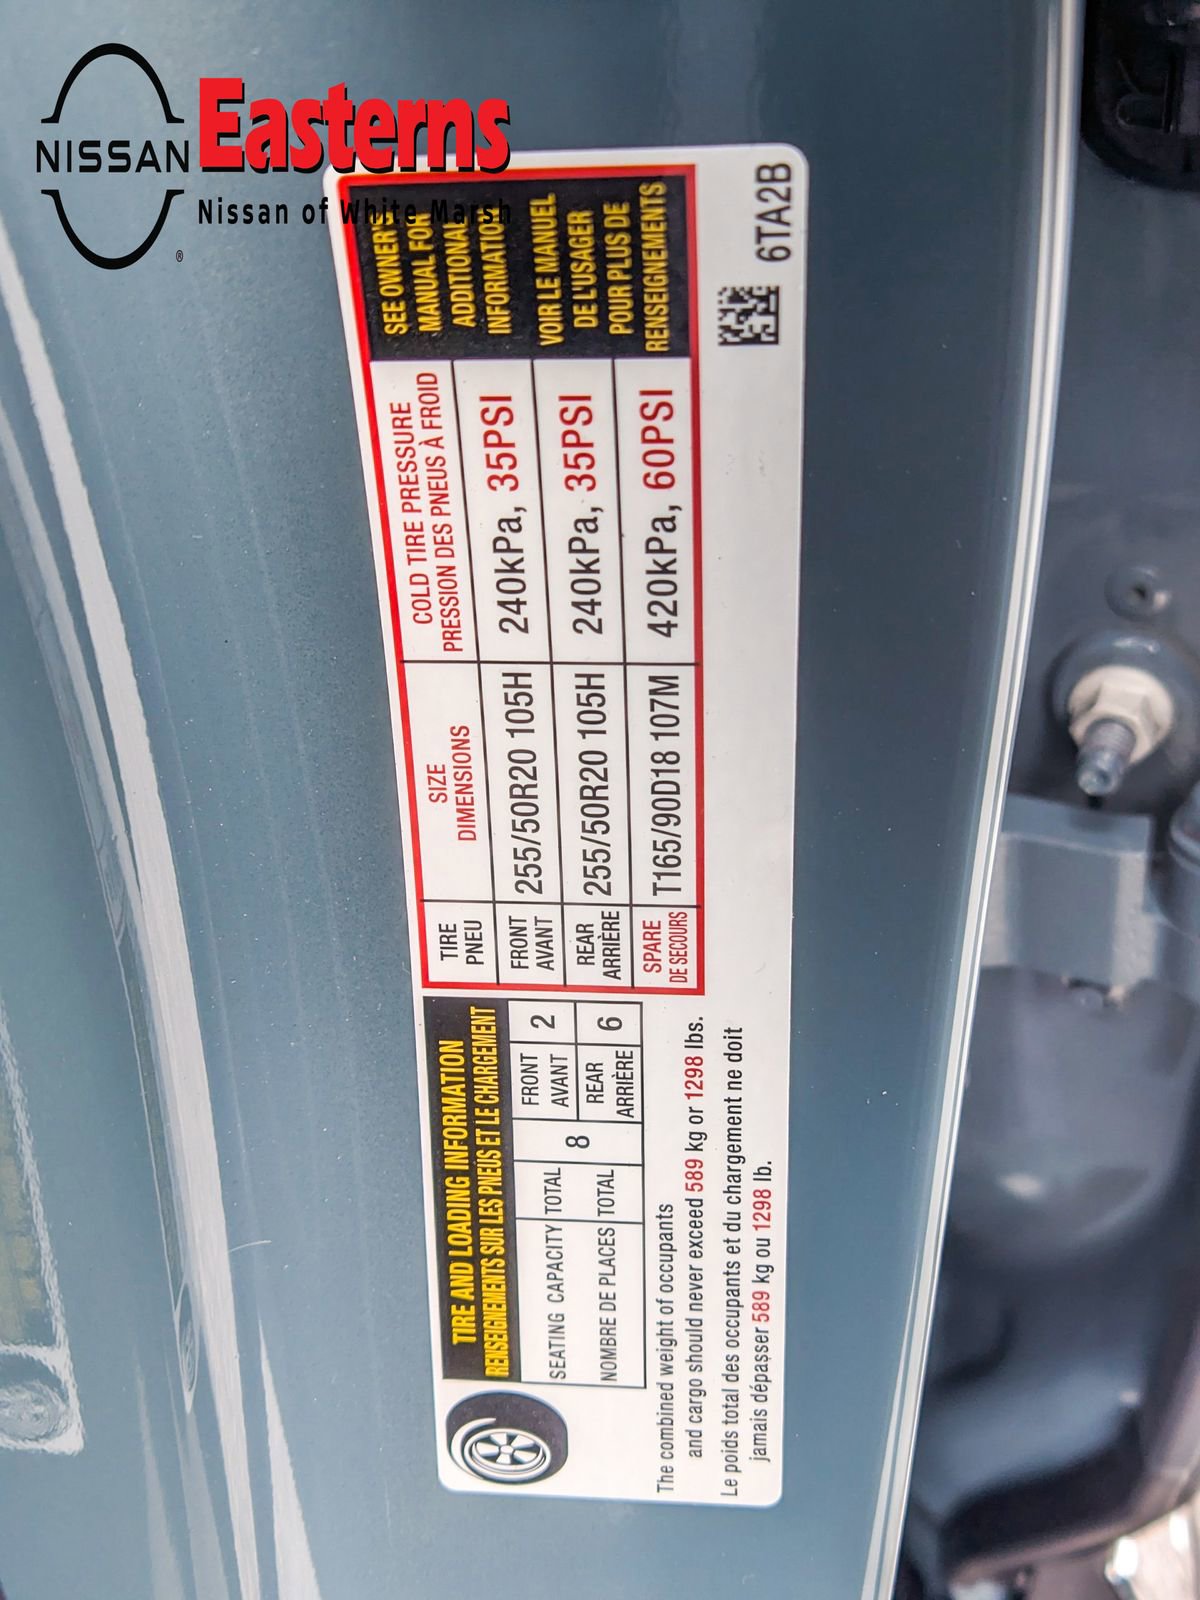 NISSAN
®
Easterns
Nissan of White Marsh
TIRE AND LOADING INFORMATION
RENSEIGNEMENTS SUR LES PNEUS ET LE CHARGEMENT
SEATING CAPACITY TOTAL 8 FRONT AVANT 2
NOMBRE DE PLACES TOTAL REAR ARRIÈRE 6
The combined weight of occupants
and cargo should never exceed 589 kg or 1298 lbs.
Le poids total des occupants et du chargement ne doit
jamais dépasser 589 kg ou 1298 lb.
TIRE PNEU SIZE DIMENSIONS COLD TIRE PRESSURE PRESSION DES PNEUS À FROID
FRONT AVANT 255/50R20 105H 240kPa, 35PSI
REAR ARRIÈRE 255/50R20 105H 240kPa, 35PSI
SPARE DE SECOURS T165/90D18 107M 420kPa, 60PSI
SEE OWNER'S
MANUAL FOR
ADDITIONAL
INFORMATION
VOIR LE MANUEL
DE L'USAGER
POUR PLUS DE
RENSEIGNEMENTS
6TA2B